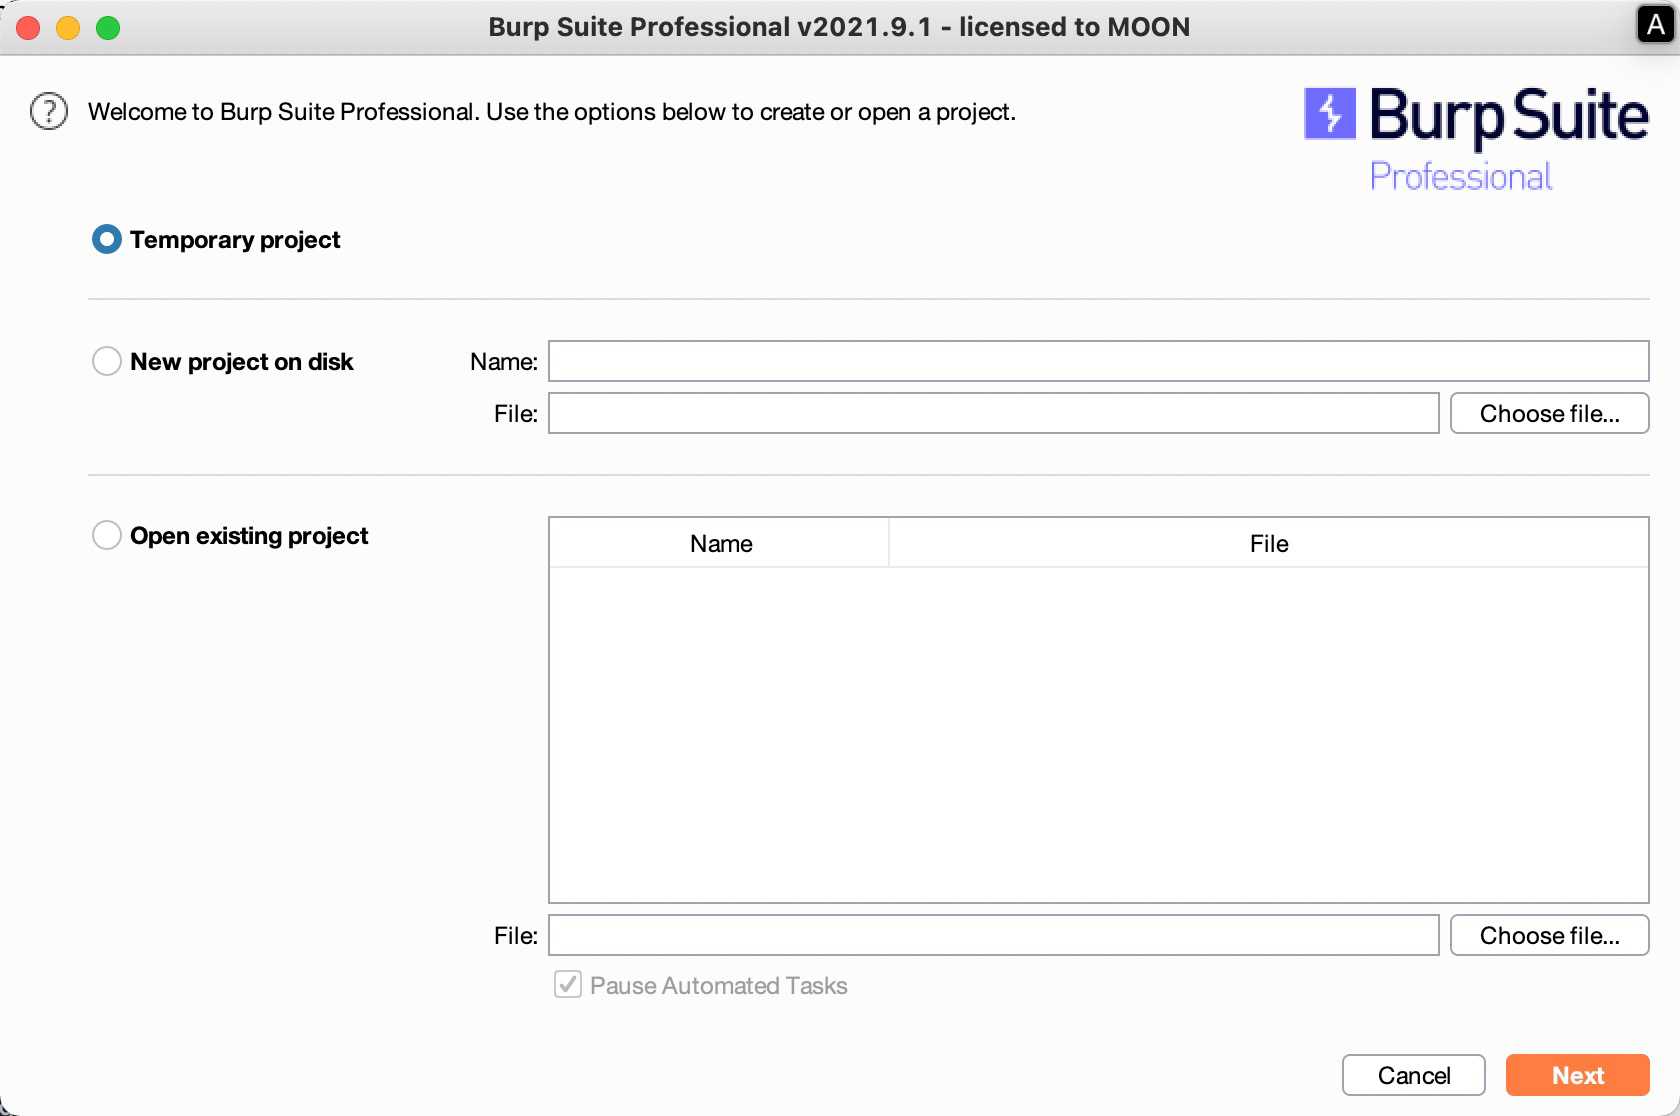 Burp Suite Professional v2021.9.1 - licensed to MOON
A
? Welcome to Burp Suite Professional. Use the options below to create or open a project.
Burp Suite
Professional
Temporary project
New project on disk
Name:
File:
Choose file...
Open existing project
Name
File
File:
Choose file...
Pause Automated Tasks
Cancel
Next